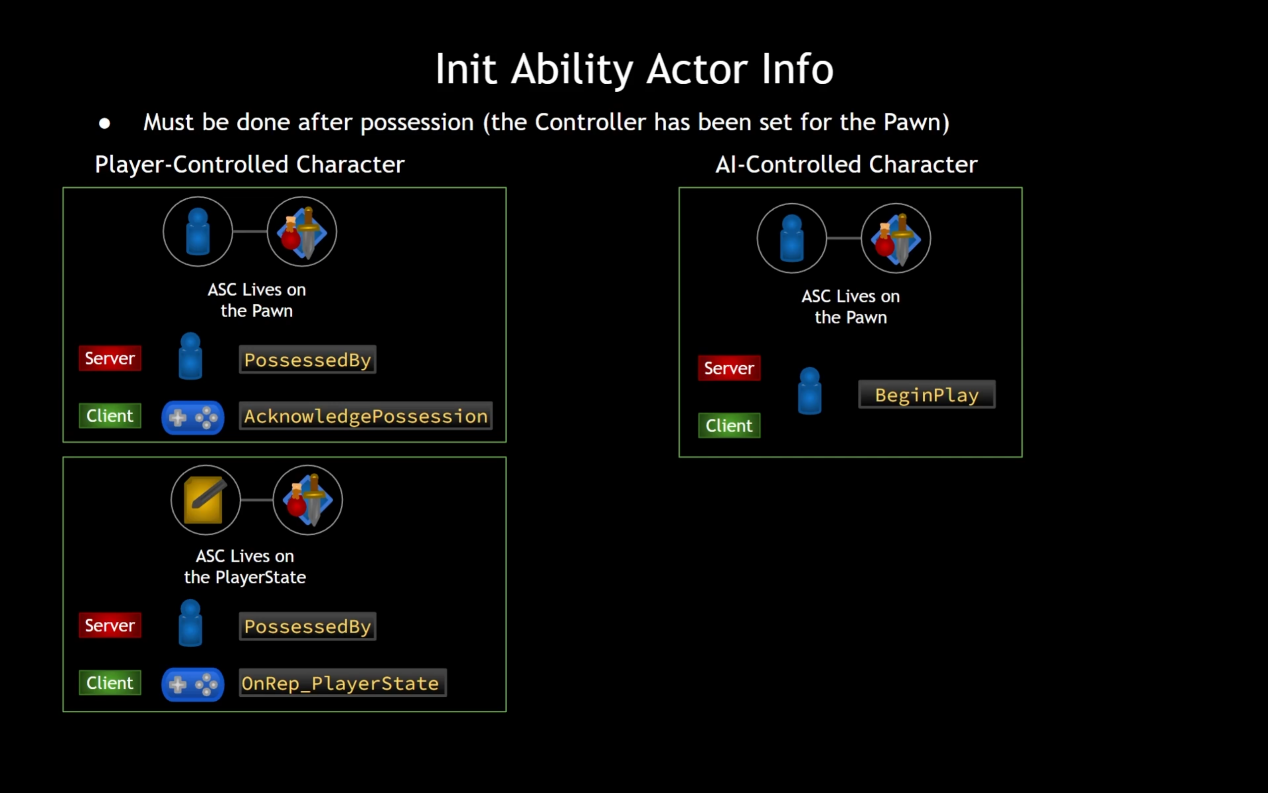 Init Ability Actor Info
● Must be done after possession (the Controller has been set for the Pawn)
Player-Controlled Character
ASC Lives on
the Pawn
Server
PossessedBy
Client
AcknowledgePossession
ASC Lives on
the PlayerState
Server
PossessedBy
Client
OnRep_PlayerState
AI-Controlled Character
ASC Lives on
the Pawn
Server
BeginPlay
Client